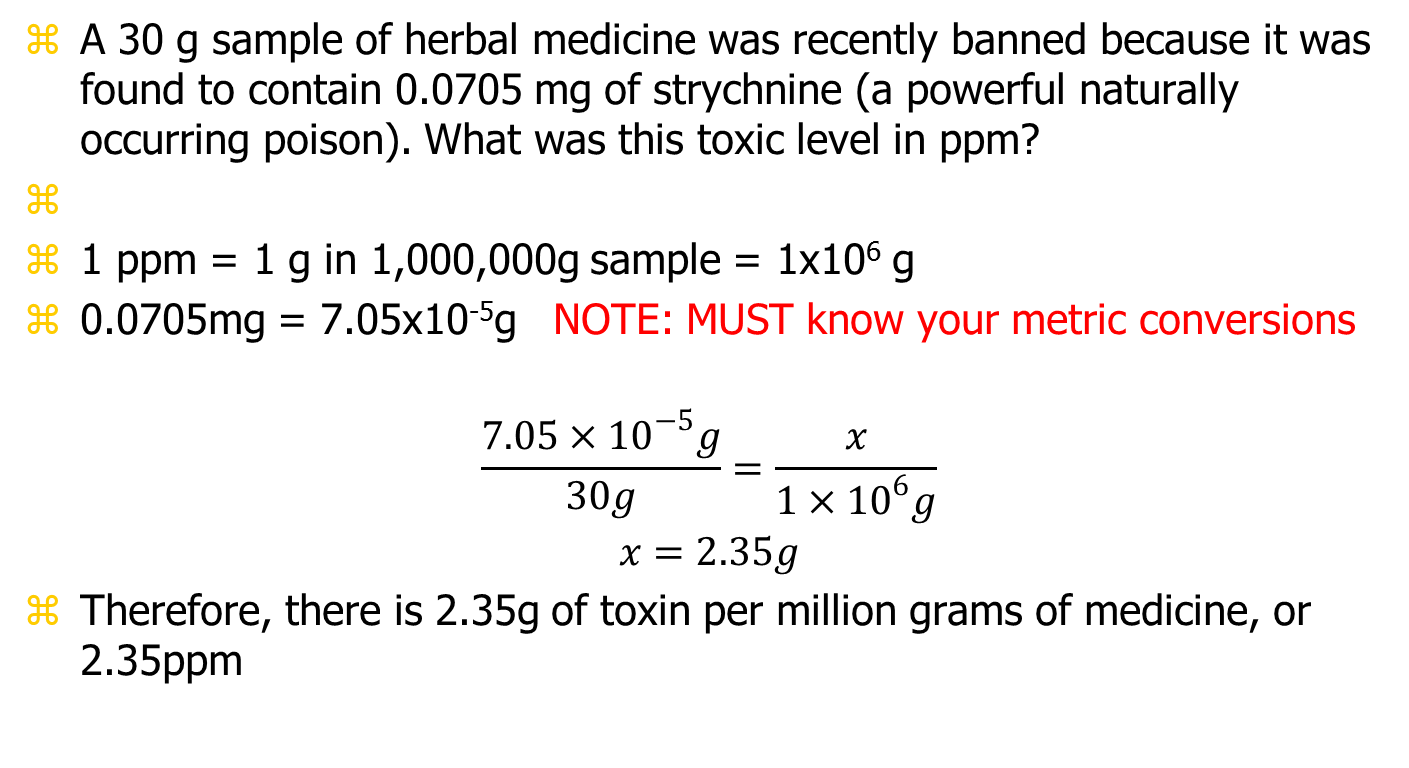 ⌘ A 30 g sample of herbal medicine was recently banned because it was
found to contain 0.0705 mg of strychnine (a powerful naturally
occurring poison). What was this toxic level in ppm?
⌘
⌘ 1 ppm = 1 g in 1,000,000g sample = 1x10⁶ g
⌘ 0.0705mg = 7.05x10⁻⁵g NOTE: MUST know your metric conversions
7.05 × 10⁻⁵g / 30g = x / 1 × 10⁶g
x = 2.35g
⌘ Therefore, there is 2.35g of toxin per million grams of medicine, or
2.35ppm